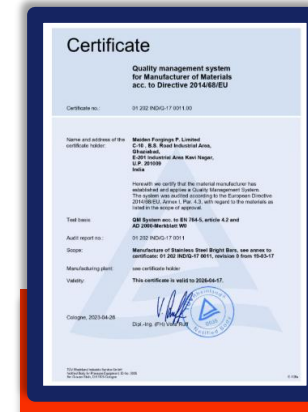 Certificate
Quality management system
for Manufacturer of Materials
acc. to Directive 2014/68/EU
Certificate no.: 01 202 IND/Q-17 0011.00
Name and address of the
certificate holder:
Maiden Forgings P. Limited
C-10 , B.S. Road Industrial Area,
Ghaziabad,
E-201 Industrial Area Kavi Nagar,
U.P. 201009
India
Herewith we certify that the material manufacturer has
established and applies a Quality Management System.
The system was audited according to the European Directive
2014/68/EU, Annex I, Par. 4.3, with regard to the materials as
listed in the scope of approval.
Test basis: QM System acc. to EN 764-5, article 4.2 and
AD 2000-Merkblatt W0
Audit report no.: 01 202 IND/Q-17 0011
Scope: Manufacture of Stainless Steel Bright Bars, see annex to
certificate: 01 202 IND/Q-17 0011, revision 0 from 19-03-17
Manufacturing plant: see certificate holder
Validity: This certificate is valid to 2026-04-17.
Cologne, 2023-04-26